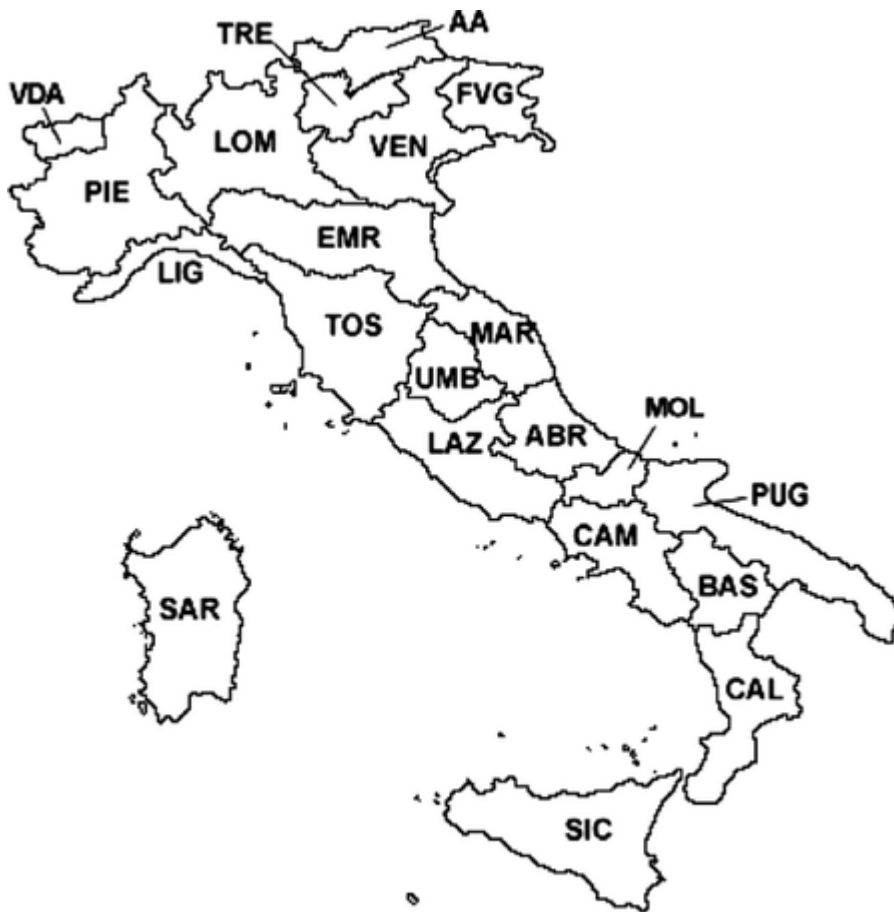 AA
TRE
VDA
FVG
LOM
VEN
PIE
EMR
LIG
TOS
MAR
UMB
MOL
LAZ
ABR
PUG
CAM
BAS
SAR
CAL
SIC